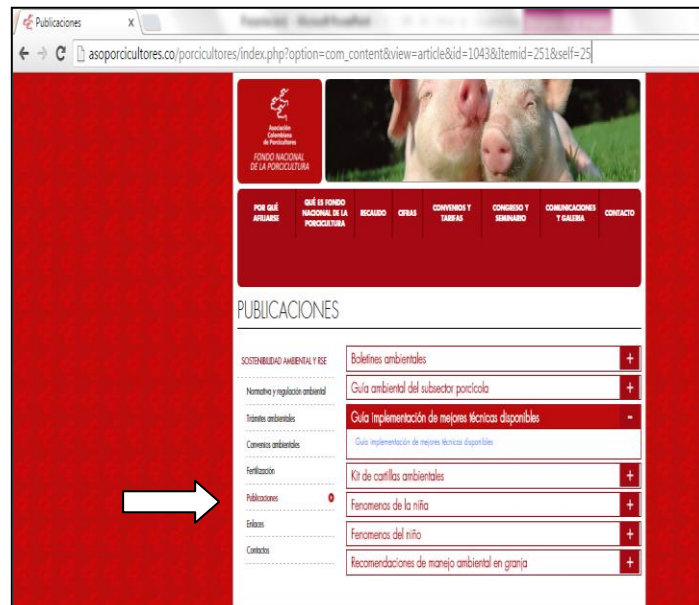 Publicaciones x
asoporcicultores.co/porcicultores/index.php?option=com_content&view=article&id=1043&Itemid=251&self=25
Asociación
Colombiana
de Porcicultores
FONDO NACIONAL
DE LA PORCICULTURA
POR QUÉ
AFILIARSE
QUÉ ES FONDO
NACIONAL DE LA
PORCICULTURA
RECAUDO
CIFRAS
CONVENIOS Y
TARIFAS
CONGRESO Y
SEMINARIO
COMUNICACIONES
Y GALERIA
CONTACTO
PUBLICACIONES
SOSTENIBILIDAD AMBIENTAL Y RSE
Normativa y regulación ambiental
Trámites ambientales
Convenios ambientales
Fertilización
Publicaciones
Enlaces
Contactos
Boletines ambientales +
Guía ambiental del subsector porcícola +
Guía implementación de mejores técnicas disponibles -
Guía implementación de mejores técnicas disponibles
Kit de cartillas ambientales +
Fenomenos de la niña +
Fenomenos del niño +
Recomendaciones de manejo ambiental en granja +